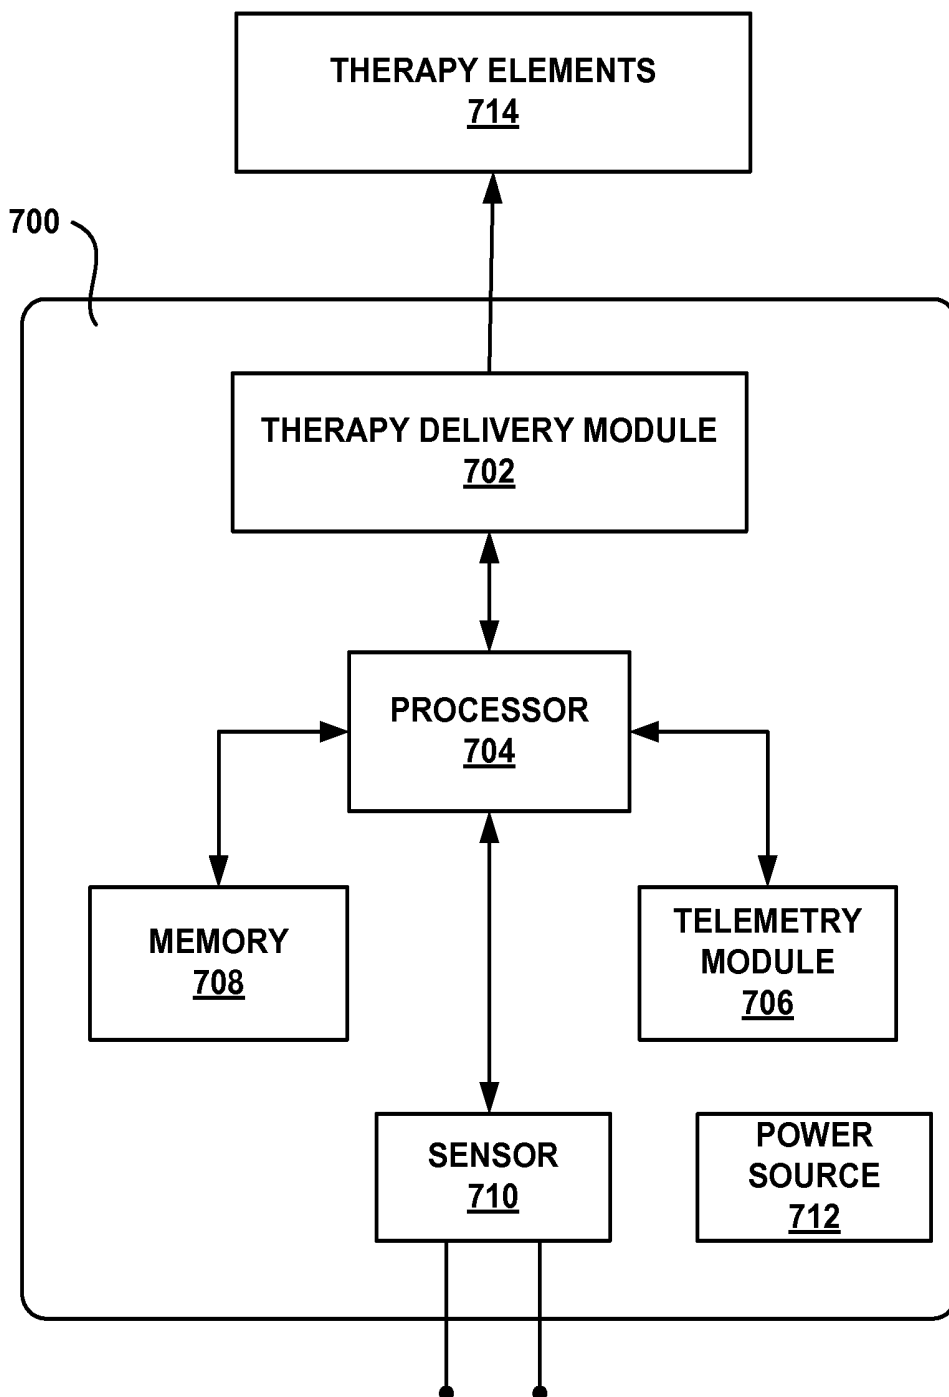 THERAPY ELEMENTS
714
700
THERAPY DELIVERY MODULE
702
PROCESSOR
704
MEMORY
708
TELEMETRY
MODULE
706
SENSOR
710
POWER
SOURCE
712